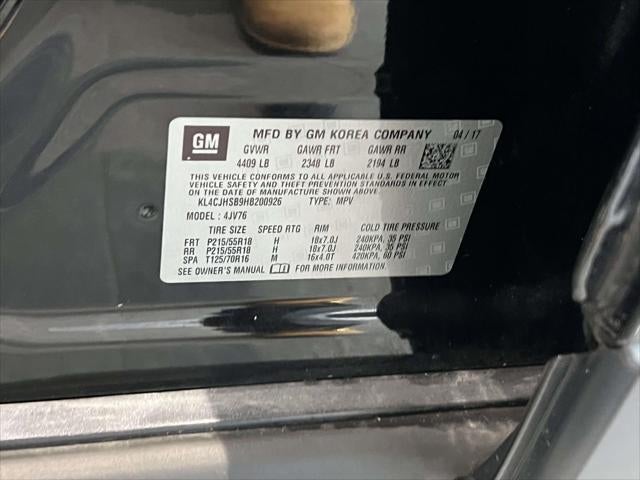 GM MFD BY GM KOREA COMPANY 04/17
GVWR GAWR FRT GAWR RR
4409 LB 2348 LB 2194 LB
THIS VEHICLE CONFORMS TO ALL APPLICABLE U.S. FEDERAL MOTOR
VEHICLE SAFETY, BUMPER, AND THEFT PREVENTION STANDARDS IN EFFECT
ON THE DATE OF MANUFACTURE SHOWN ABOVE.
KL4CJHSB9HB200926 TYPE: MPV
MODEL: 4JV76
TIRE SIZE SPEED RTG RIM COLD TIRE PRESSURE
FRT P215/55R18 H 18x7.0J 240KPA, 35 PSI
RR P215/55R18 H 18x7.0J 240KPA, 35 PSI
SPA T125/70R16 M 16x4.0T 420KPA, 60 PSI
SEE OWNER'S MANUAL FOR MORE INFORMATION.